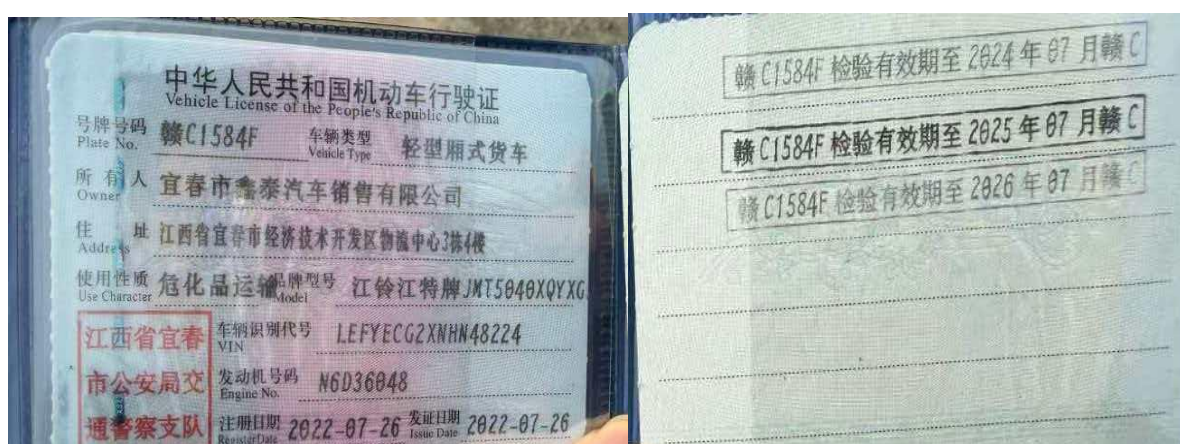 中华人民共和国机动车行驶证
Vehicle License of the People's Republic of China
号牌号码 赣C1584F 车辆类型 轻型厢式货车
Plate No. Vehicle Type
所有人 宜春市鑫泰汽车销售有限公司
Owner
住址 江西省宜春市经济技术开发区物流中心3栋4楼
Address
使用性质 危化品运输 品牌型号 江铃江特牌JMT5040XQYXG
Use Character Model
江西省宜春 车辆识别代号 LEFYECG2XNHN48224
VIN
市公安局交 发动机号码 N6D36048
Engine No.
通警察支队 注册日期 2022-07-26 发证日期 2022-07-26
Register Date Issue Date
赣C1584F 检验有效期至 2024 年 07 月赣C
赣C1584F 检验有效期至 2025 年 07 月赣C
赣C1584F 检验有效期至 2026 年 07 月赣C